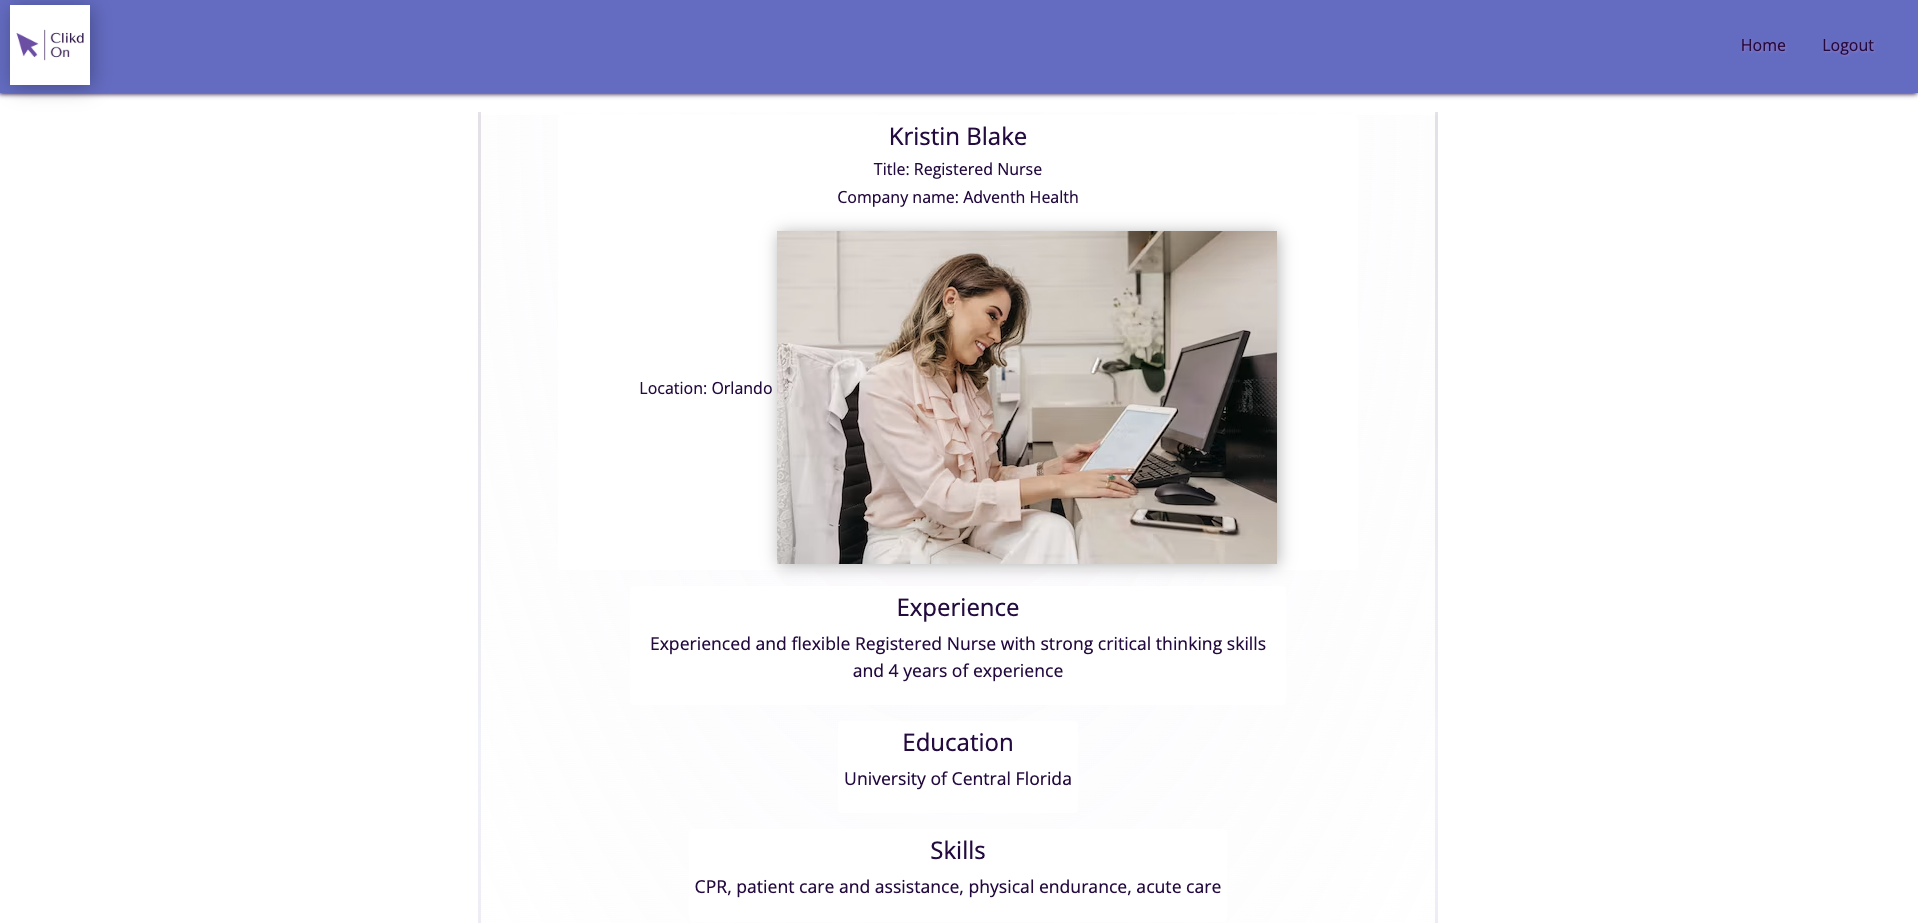 Clikd
On
Home
Logout
Kristin Blake
Title: Registered Nurse
Company name: Adventh Health
Location: Orlando
Experience
Experienced and flexible Registered Nurse with strong critical thinking skills
and 4 years of experience
Education
University of Central Florida
Skills
CPR, patient care and assistance, physical endurance, acute care